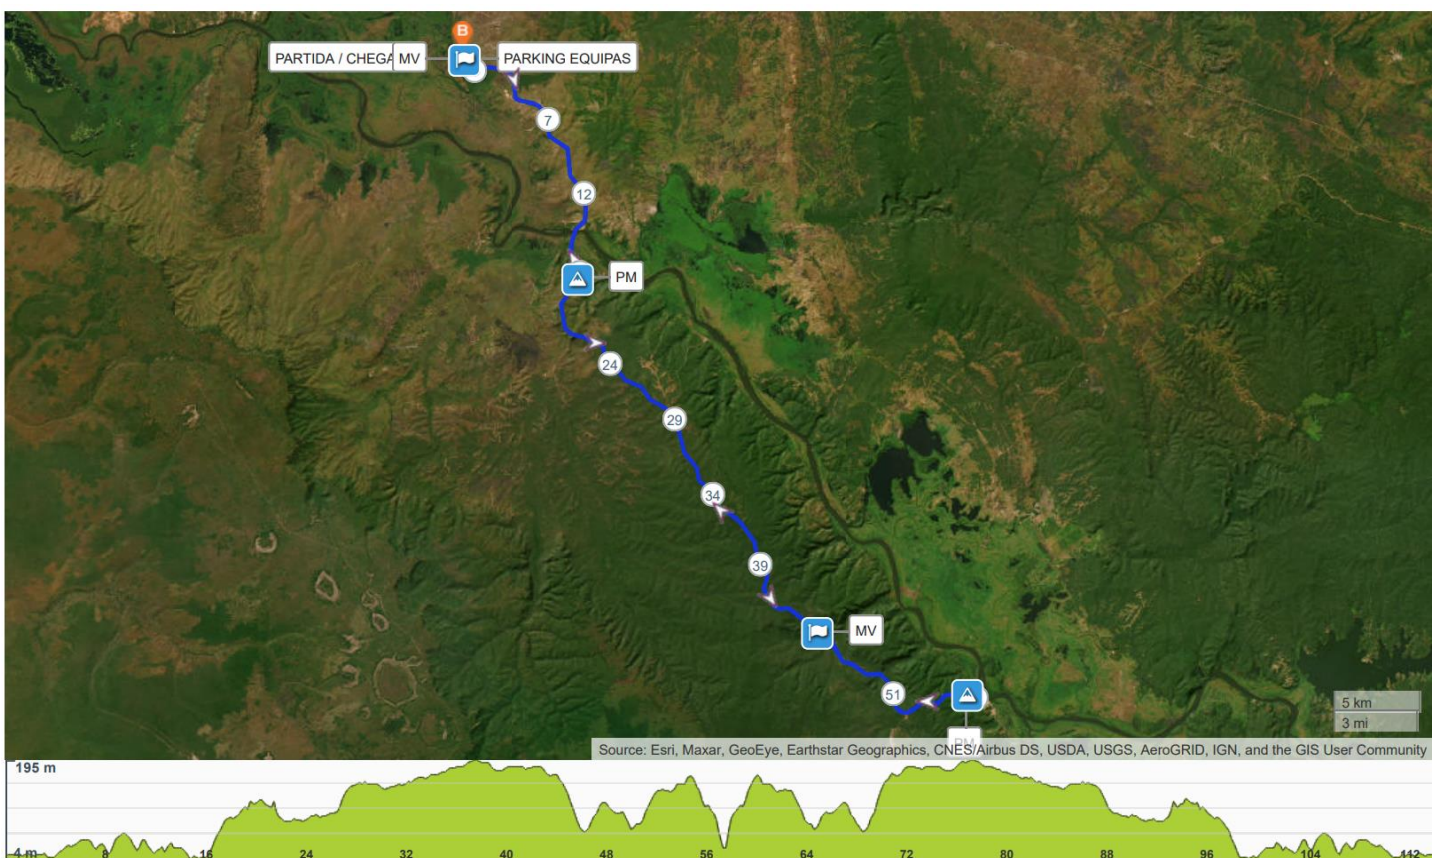 B
PARTIDA / CHEGA
MV
PARKING EQUIPAS
7
12
PM
24
29
34
39
MV
51
PM
5 km
3 mi
Source: Esri, Maxar, GeoEye, Earthstar Geographics, CNES/Airbus DS, USDA, USGS, AeroGRID, IGN, and the GIS User Community
195 m
4 m 8 16 24 32 40 48 56 64 72 80 88 96 104 112